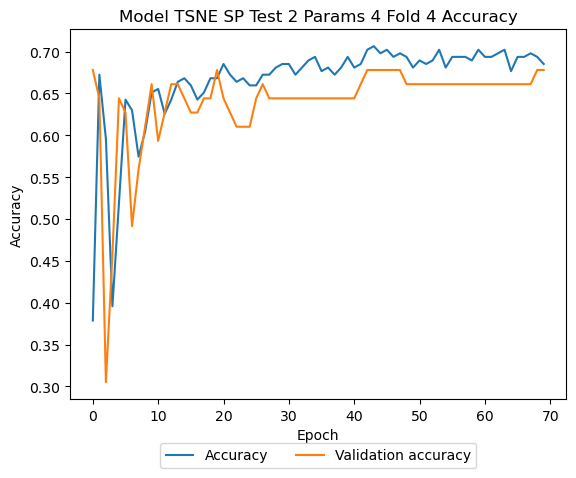 Model TSNE SP Test 2 Params 4 Fold 4 Accuracy
0.70
0.65
0.60
0.55
0.50
0.45
0.40
0.35
0.30
Accuracy
0 10 20 30 40 50 60 70
Epoch
Accuracy Validation accuracy